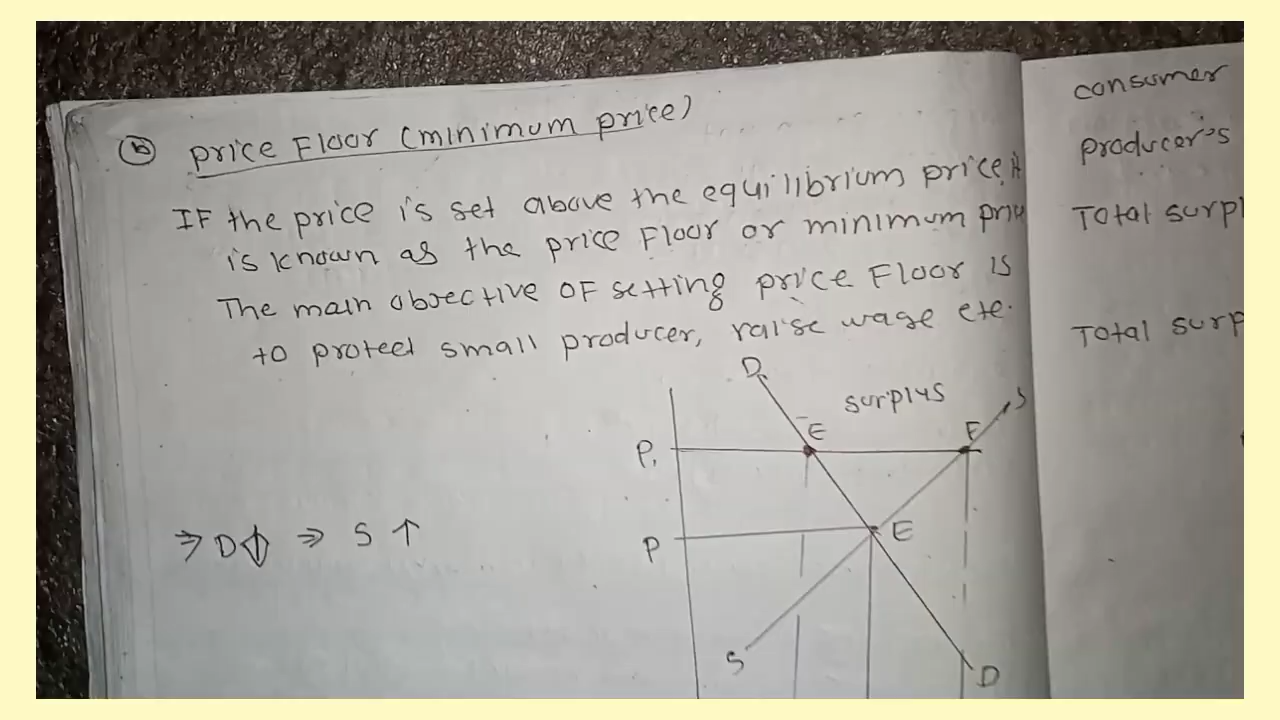 (b) price Floor (minimum price)
IF the price is set above the equilibrium price, it
is known as the price Floor or minimum price
The main objective OF setting price Floor is
to protect small producer, raise wage etc.
D
surplus
S
E
F
P₁
⇒ D ⇒ S ↑
P
E
S
D
consumer
producer's
Total surpl
Total surp